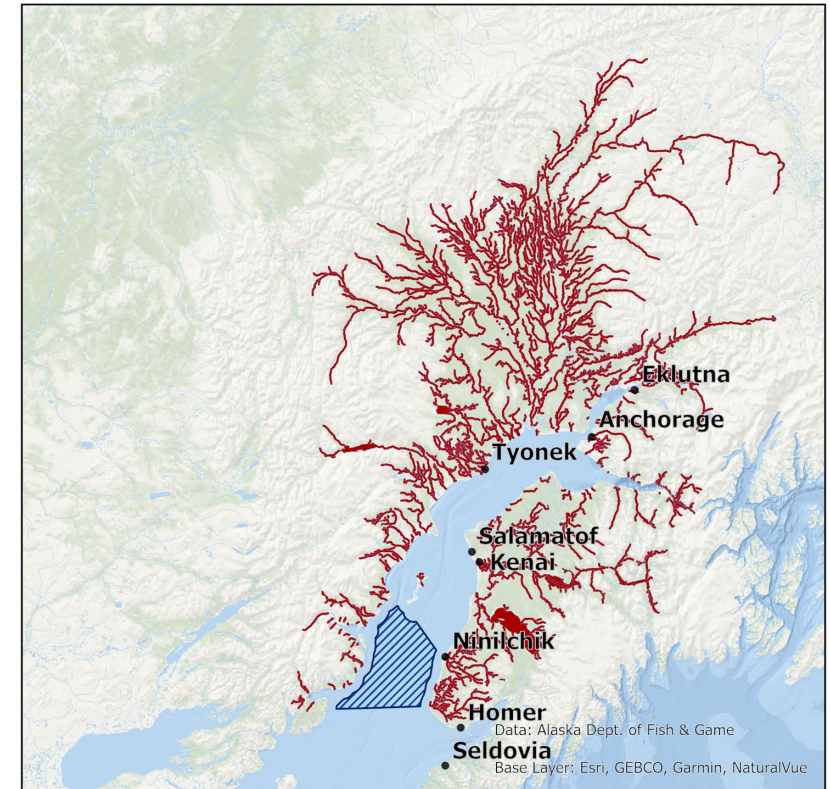 Eklutna
Anchorage
Tyonek
Salamatof
Kenai
Ninilchik
Homer
Data: Alaska Dept. of Fish & Game
Seldovia
Base Layer: Esri, GEBCO, Garmin, NaturalVue